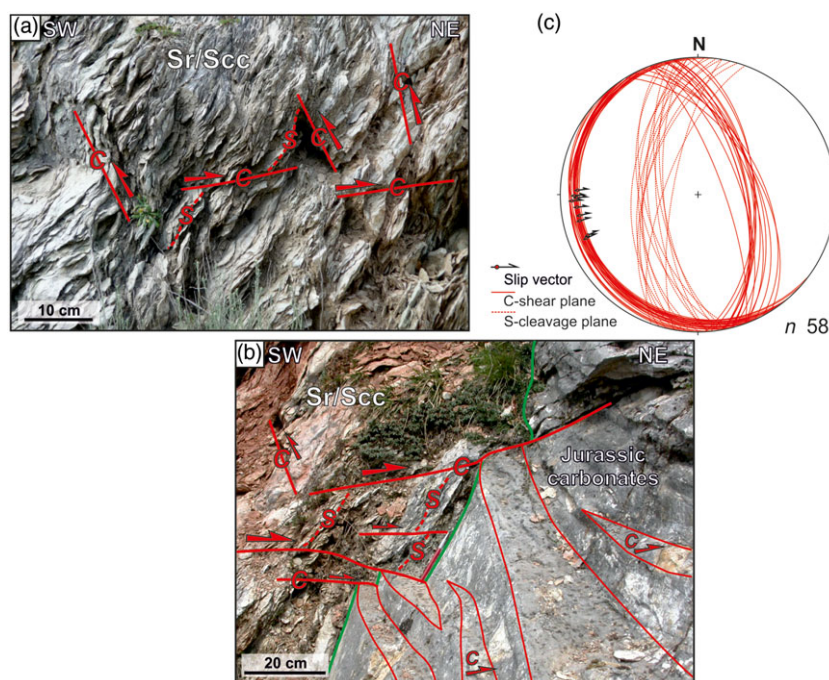 (a)
SW
NE
Sr/Scc
C
C
S
C
C
C
S
10 cm
(c)
N
Slip vector
C-shear plane
S-cleavage plane
n 58
(b)
SW
NE
Sr/Scc
C
C
Jurassic
carbonates
S
S
S
C
C
C
20 cm